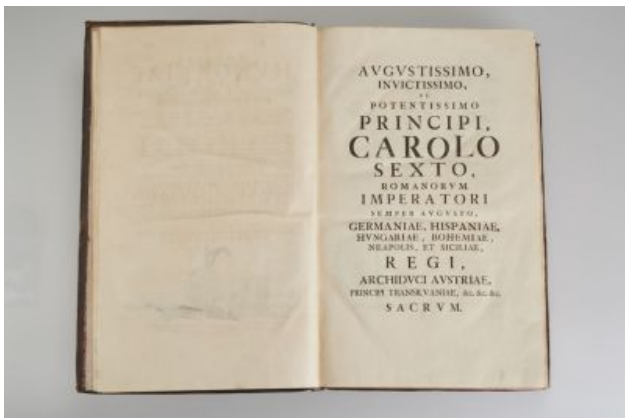 AVGVSTISSIMO,
INVICTISSIMO,
AC
POTENTISSIMO
PRINCIPI,
CAROLO
SEXTO,
ROMANORVM
IMPERATORI
SEMPER AVGVSTO,
GERMANIAE, HISPANIAE,
HVNGARIAE, BOHEMIAE,
NEAPOLIS, ET SICILIAE,
REGI,
ARCHIDVCI AVSTRIAE,
PRINCIPI TRANSILVANIAE, &c. &c. &c.
SACRVM.